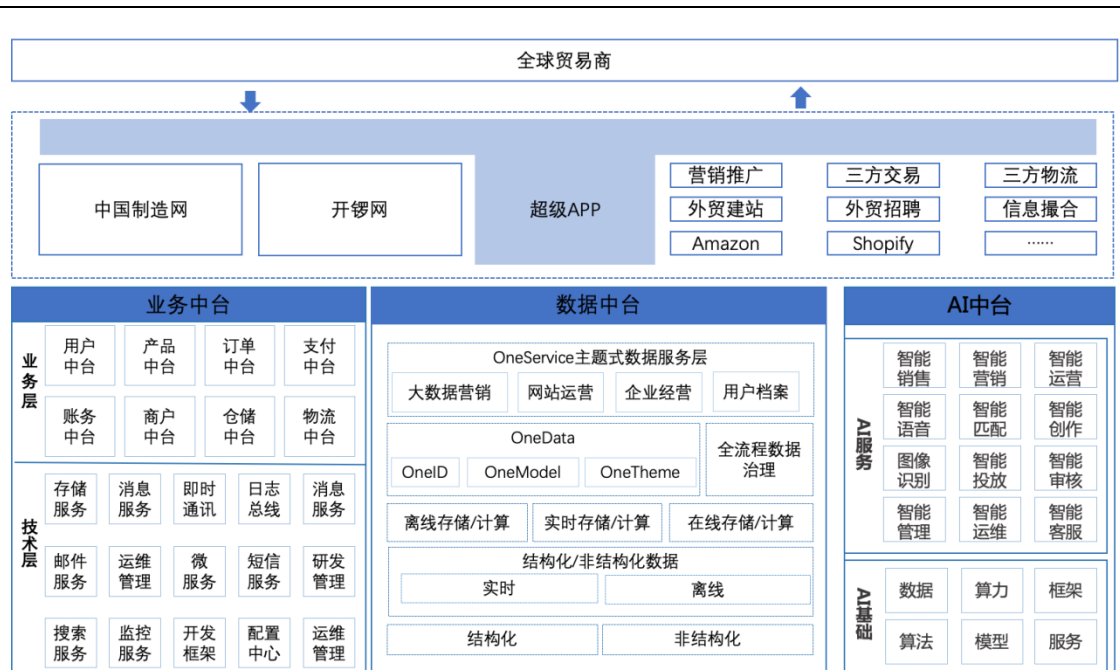 全球贸易商
中国制造网
开锣网
超级APP
营销推广
三方交易
三方物流
外贸建站
外贸招聘
信息撮合
Amazon
Shopify
……
业务中台
业务层
用户
中台
产品
中台
订单
中台
支付
中台
账务
中台
商户
中台
仓储
中台
物流
中台
技术层
存储
服务
消息
服务
即时
通讯
日志
总线
消息
服务
邮件
服务
运维
管理
微
服务
短信
服务
研发
管理
搜索
服务
监控
服务
开发
框架
配置
中心
运维
管理
数据中台
OneService主题式数据服务层
大数据营销
网站运营
企业经营
用户档案
OneData
OneID
OneModel
OneTheme
全流程数据
治理
离线存储/计算
实时存储/计算
在线存储/计算
结构化/非结构化数据
实时
离线
结构化
非结构化
AI中台
AI服务
智能
销售
智能
营销
智能
运营
智能
语音
智能
匹配
智能
创作
图像
识别
智能
投放
智能
审核
智能
管理
智能
运维
智能
客服
AI基础
数据
算力
框架
算法
模型
服务